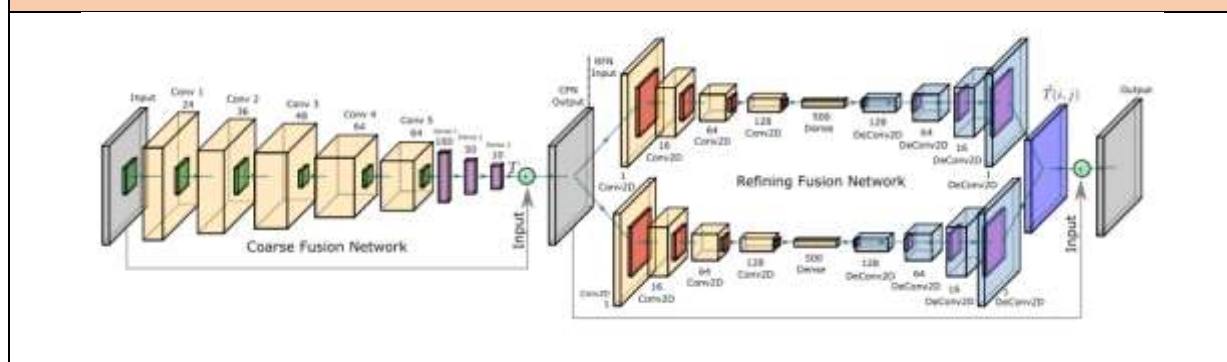 Input
Conv 1
24
Conv 2
36
Conv 3
48
Conv 4
64
Conv 5
64
100
50
10
Input
Coarse Fusion Network
CFN
Output
RFN
Input
1
Conv2D
16
Conv2D
64
Conv2D
128
Conv2D
500
Dense
128
DeConv2D
64
DeConv2D
16
DeConv2D
1
DeConv2D
Refining Fusion Network
Conv2D
1
16
Conv2D
64
Conv2D
128
Conv2D
500
Dense
128
DeConv2D
64
DeConv2D
16
DeConv2D
DeConv2D
(i,j)
Input
Output